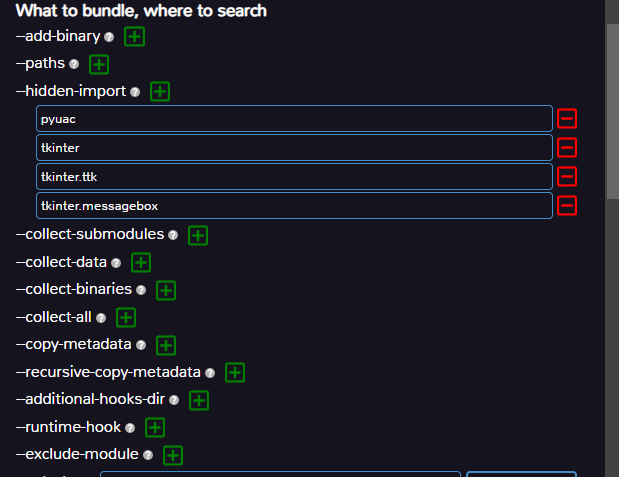 What to bundle, where to search
--add-binary
--paths
--hidden-import
pyuac
tkinter
tkinter.ttk
tkinter.messagebox
--collect-submodules
--collect-data
--collect-binaries
--collect-all
--copy-metadata
--recursive-copy-metadata
--additional-hooks-dir
--runtime-hook
--exclude-module